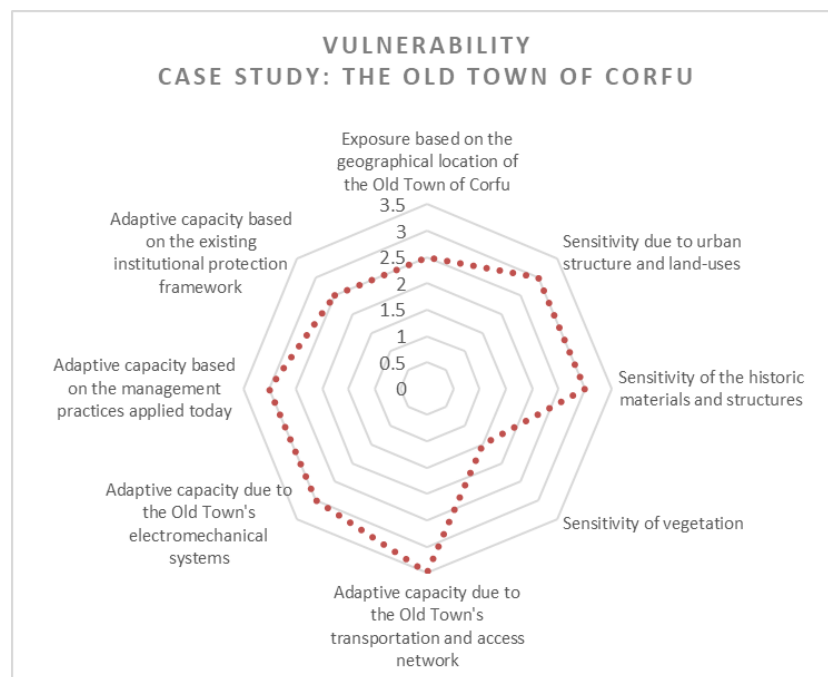 VULNERABILITY
CASE STUDY: THE OLD TOWN OF CORFU
Exposure based on the
geographical location of
the Old Town of Corfu
3.5
3
2.5
2
1.5
1
0.5
0
Sensitivity due to urban
structure and land-uses
Sensitivity of the historic
materials and structures
Sensitivity of vegetation
Adaptive capacity due to
the Old Town's
transportation and access
network
Adaptive capacity due to
the Old Town's
electromechanical
systems
Adaptive capacity based
on the management
practices applied today
Adaptive capacity based
on the existing
institutional protection
framework